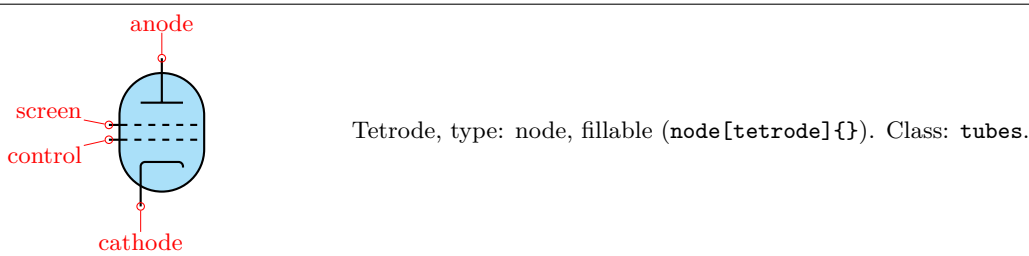 anode
screen
control
cathode
Tetrode, type: node, fillable (node[tetrode]{}). Class: tubes.